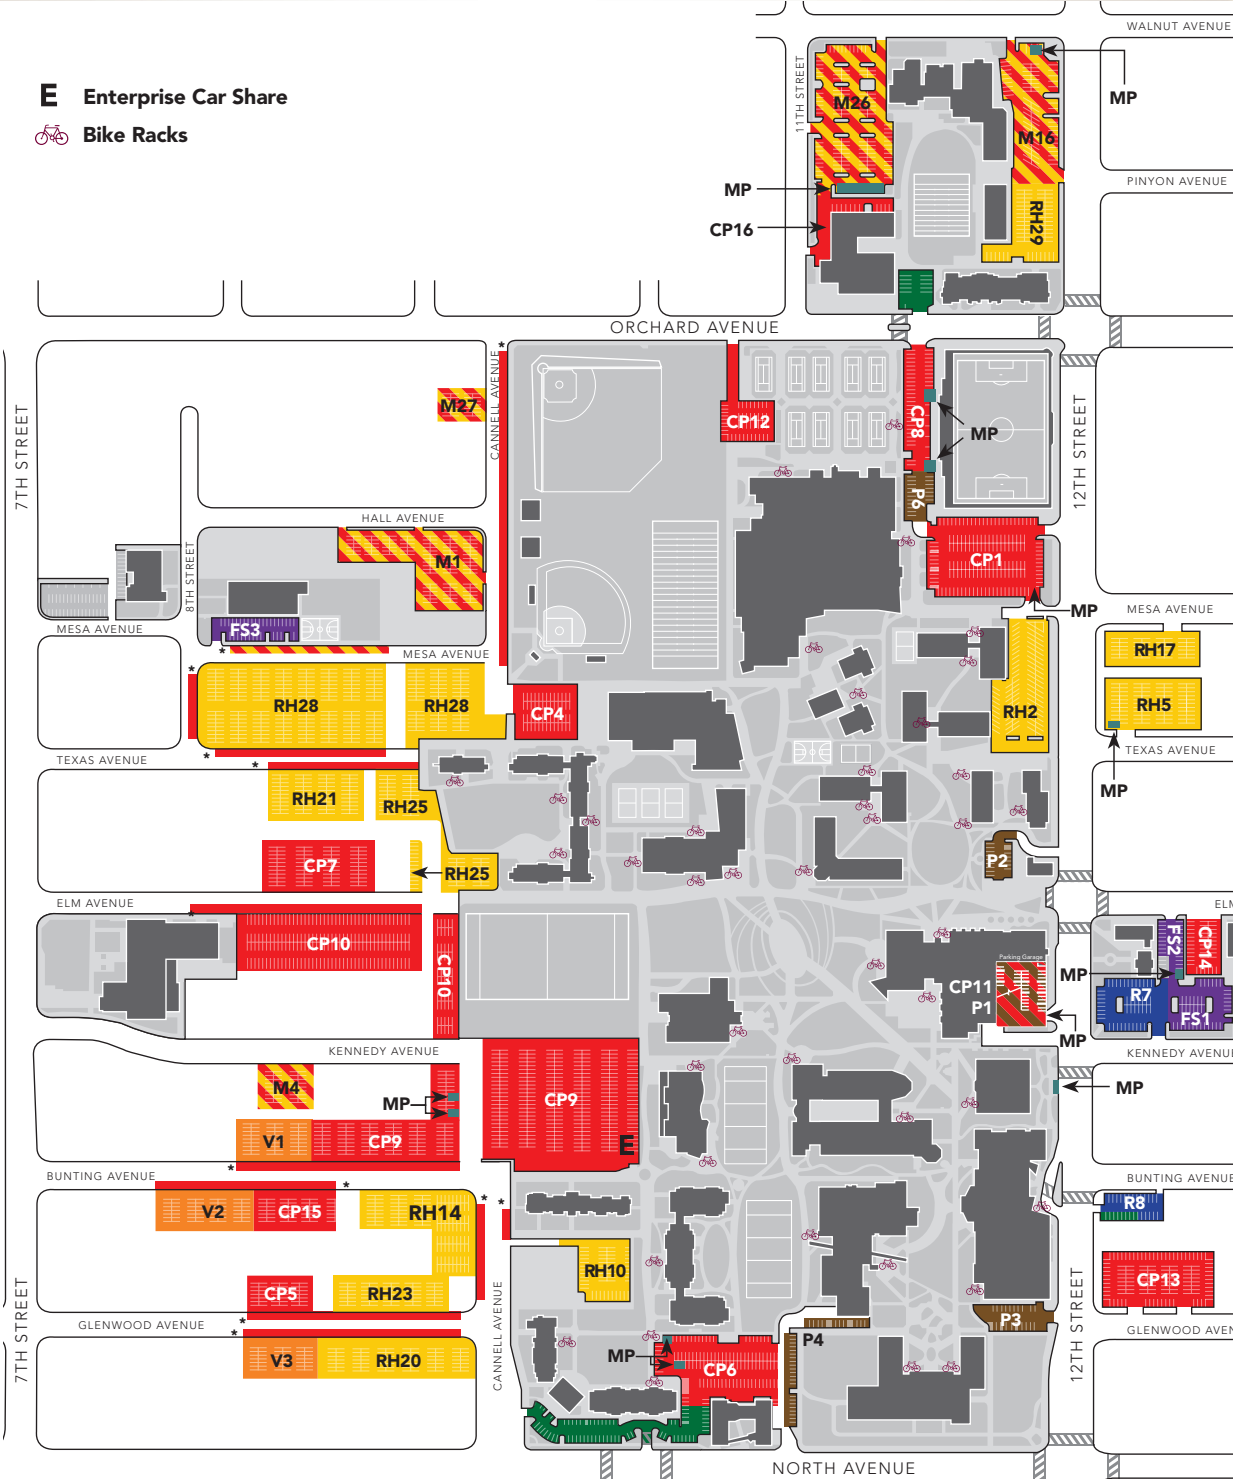 WALNUT AVENUE
E Enterprise Car Share
Bike Racks
11TH STREET
M26
MP
M16
MP
PINYON AVENUE
CP16
RH29
ORCHARD AVENUE
*
CANNELL AVENUE
M27
7TH STREET
CP12
CP8
MP
12TH STREET
P6
HALL AVENUE
M1
8TH STREET
CP1
MP
MESA AVENUE
MESA AVENUE
FS3
*
MESA AVENUE
RH17
*
RH28
RH28
CP4
RH2
RH5
*
TEXAS AVENUE
*
TEXAS AVENUE
MP
RH21
RH25
CP7
RH25
P2
ELM AVENUE
*
ELM
CP10
CP10
FS2
CP14
Parking Garage
MP
CP11
P1
R7
FS1
MP
KENNEDY AVENUE
KENNEDY AVENUE
M4
MP
CP9
E
MP
V1
CP9
*
BUNTING AVENUE
*
BUNTING AVENUE
V2
CP15
RH14
*
*
R8
RH10
CP13
CP5
RH23
7TH STREET
CANNELL AVENUE
12TH STREET
*
GLENWOOD AVENUE
*
P3
GLENWOOD AVEN
P4
V3
RH20
MP
CP6
NORTH AVENUE